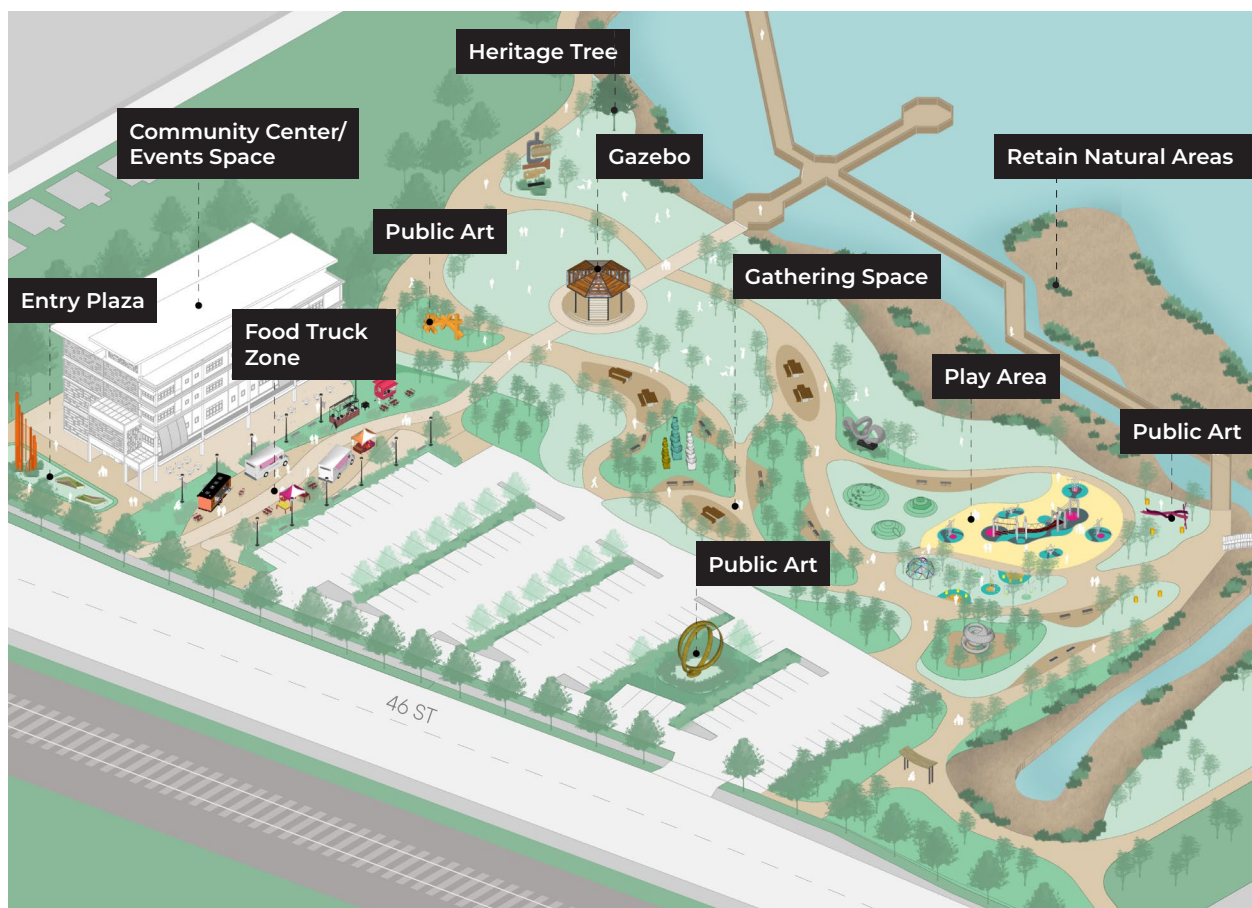 Heritage Tree
Community Center/
Events Space
Gazebo
Retain Natural Areas
Public Art
Gathering Space
Entry Plaza
Food Truck
Zone
Play Area
Public Art
Public Art
46 ST